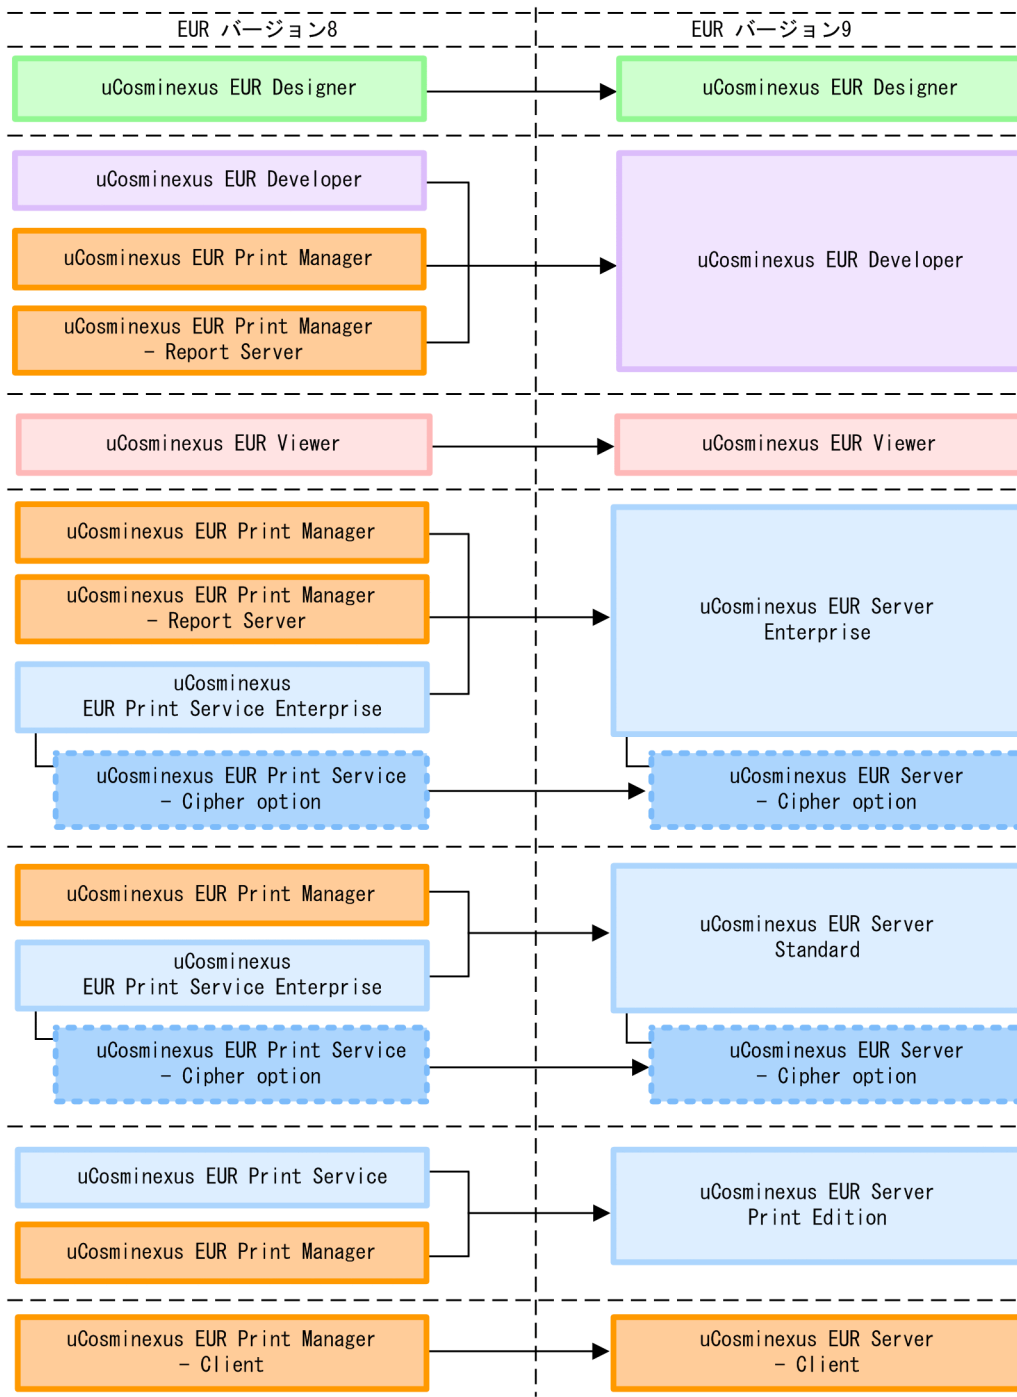 EUR バージョン8
EUR バージョン9
uCosminexus EUR Designer
uCosminexus EUR Designer
uCosminexus EUR Developer
uCosminexus EUR Print Manager
uCosminexus EUR Print Manager
− Report Server
uCosminexus EUR Developer
uCosminexus EUR Viewer
uCosminexus EUR Viewer
uCosminexus EUR Print Manager
uCosminexus EUR Print Manager
− Report Server
uCosminexus
EUR Print Service Enterprise
uCosminexus EUR Print Service
− Cipher option
uCosminexus EUR Server
Enterprise
uCosminexus EUR Server
− Cipher option
uCosminexus EUR Print Manager
uCosminexus
EUR Print Service Enterprise
uCosminexus EUR Print Service
− Cipher option
uCosminexus EUR Server
Standard
uCosminexus EUR Server
− Cipher option
uCosminexus EUR Print Service
uCosminexus EUR Print Manager
uCosminexus EUR Server
Print Edition
uCosminexus EUR Print Manager
− Client
uCosminexus EUR Server
− Client